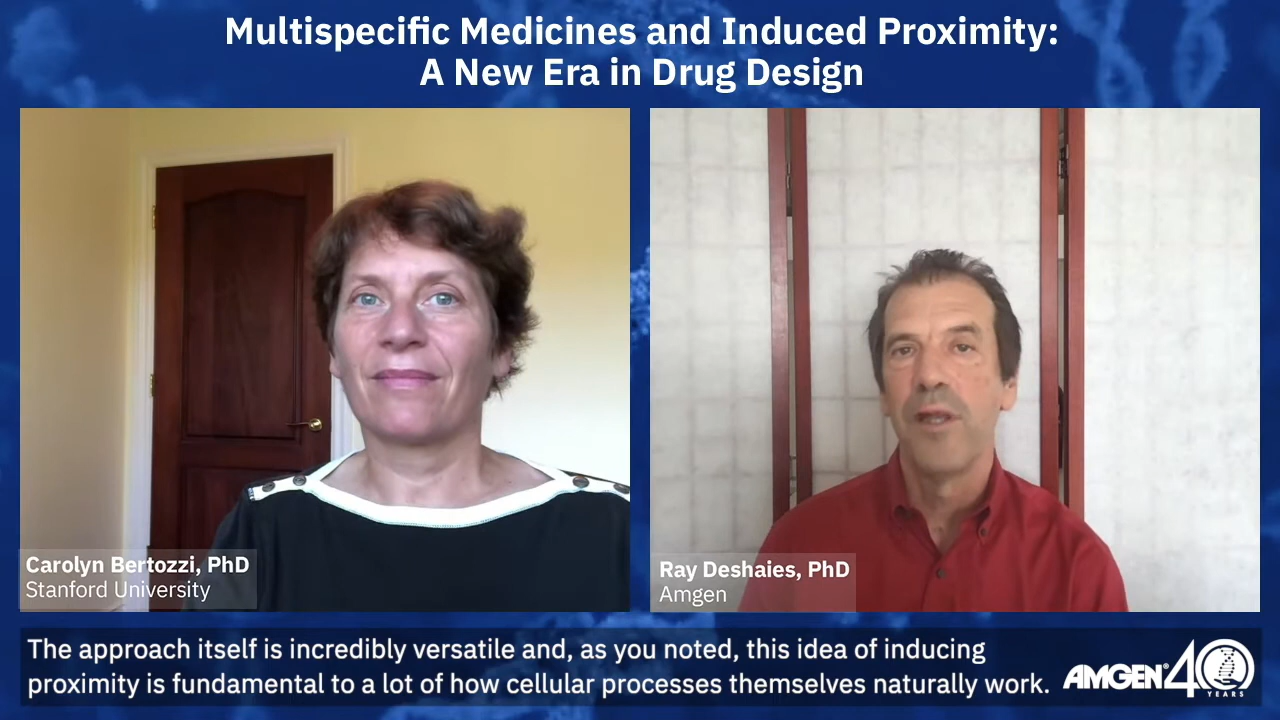 Multispecific Medicines and Induced Proximity:
A New Era in Drug Design
Carolyn Bertozzi, PhD
Stanford University
Ray Deshaies, PhD
Amgen
The approach itself is incredibly versatile and, as you noted, this idea of inducing
proximity is fundamental to a lot of how cellular processes themselves naturally work.
AMGEN® 40
YEARS